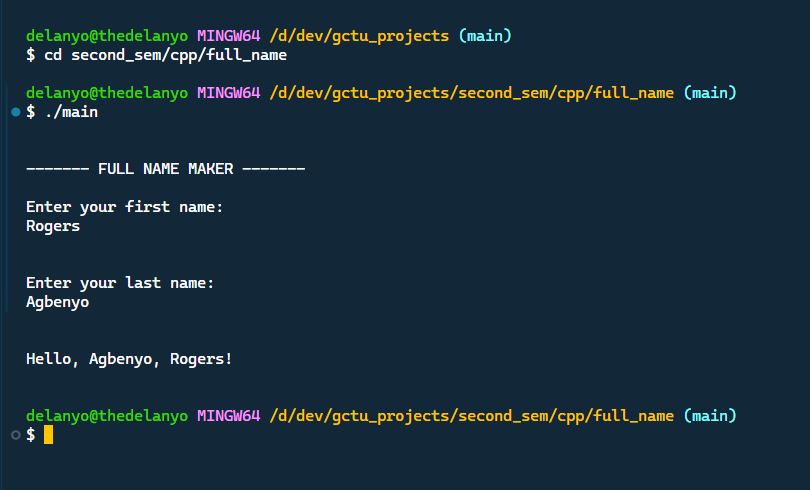 delanyo@thedelanyo MINGW64 /d/dev/gctu_projects (main)
$ cd second_sem/cpp/full_name
delanyo@thedelanyo MINGW64 /d/dev/gctu_projects/second_sem/cpp/full_name (main)
$ ./main
------- FULL NAME MAKER -------
Enter your first name:
Rogers
Enter your last name:
Agbenyo
Hello, Agbenyo, Rogers!
delanyo@thedelanyo MINGW64 /d/dev/gctu_projects/second_sem/cpp/full_name (main)
$